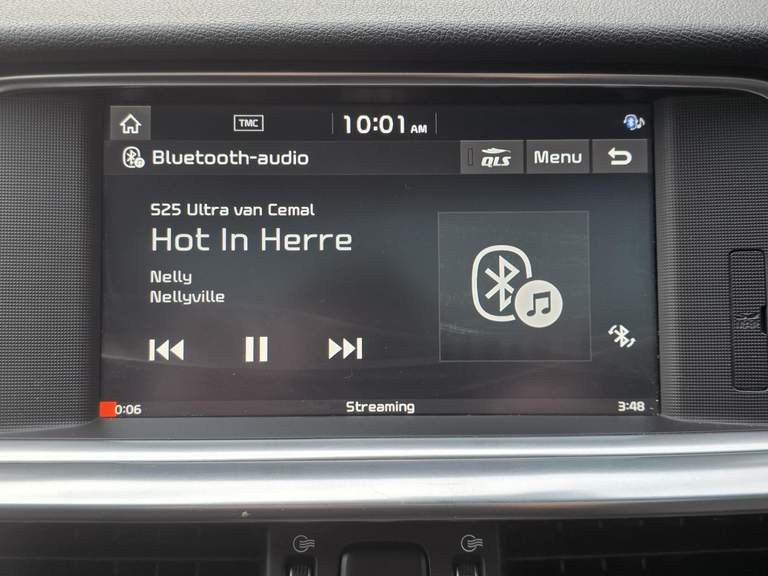 TMC
10:01 AM
Bluetooth-audio
QLS
Menu
S25 Ultra van Cemal
Hot In Herre
Nelly
Nellyville
0:06
Streaming
3:48